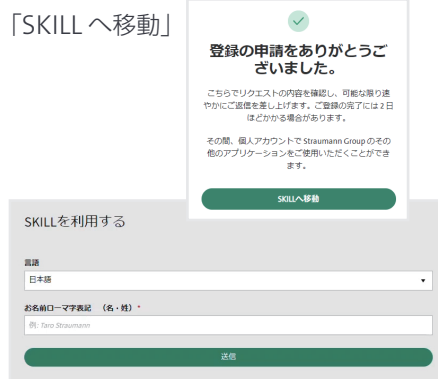 「SKILL へ移動」
登録の申請をありがとうご
ざいました。
こちらでリクエストの内容を確認し、可能な限り速
やかにご返信を差し上げます。ご登録の完了には2日
ほどかかる場合があります。
その間、個人アカウントで Straumann Group のその
他のアプリケーションをご使用いただくことができ
ます。
SKILLへ移動
SKILLを利用する
言語
日本語
お名前ローマ字表記 （名・姓） *
例: Taro Straumann
送信